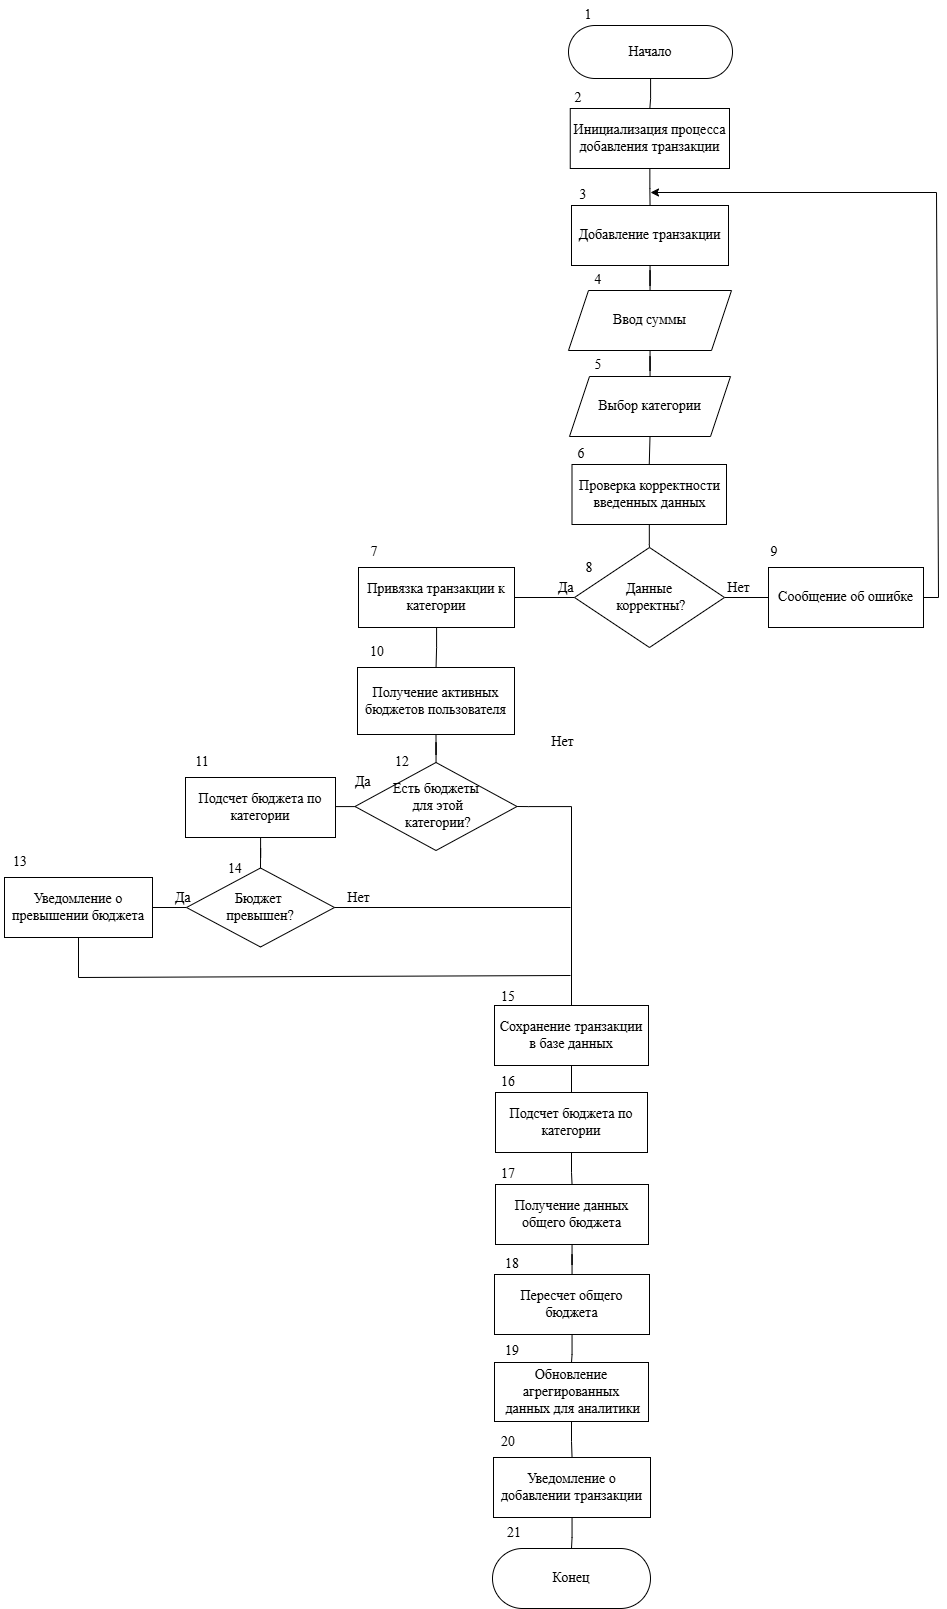 1
Начало
2
Инициализация процесса
добавления транзакции
3
Добавление транзакции
4
Ввод суммы
5
Выбор категории
6
Проверка корректности
введенных данных
7
Привязка транзакции к
категории
Да
8
Данные
корректны?
Нет
9
Сообщение об ошибке
10
Получение активных
бюджетов пользователя
Нет
11
Подсчет бюджета по
категории
Да
12
Есть бюджеты
для этой
категории?
13
Уведомление о
превышении бюджета
Да
14
Бюджет
превышен?
Нет
15
Сохранение транзакции
в базе данных
16
Подсчет бюджета по
категории
17
Получение данных
общего бюджета
18
Пересчет общего
бюджета
19
Обновление
агрегированных
данных для аналитики
20
Уведомление о
добавлении транзакции
21
Конец